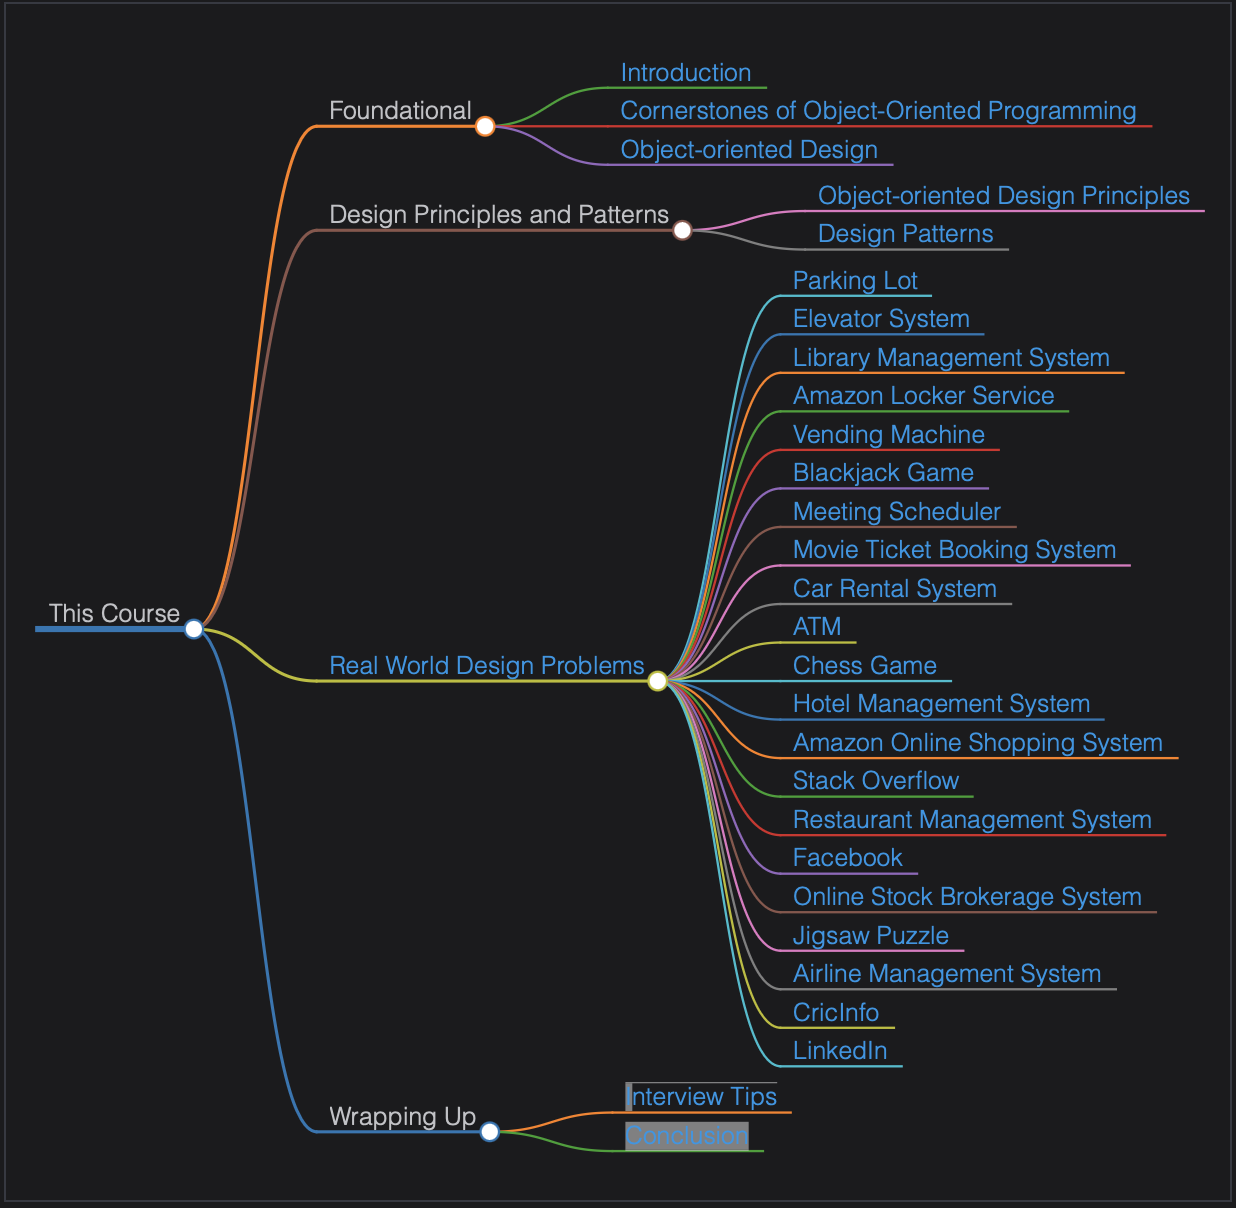 Introduction
Foundational
Cornerstones of Object-Oriented Programming
Object-oriented Design
Object-oriented Design Principles
Design Principles and Patterns
Design Patterns
Parking Lot
Elevator System
Library Management System
Amazon Locker Service
Vending Machine
Blackjack Game
Meeting Scheduler
Movie Ticket Booking System
Car Rental System
This Course
ATM
Real World Design Problems
Chess Game
Hotel Management System
Amazon Online Shopping System
Stack Overflow
Restaurant Management System
Facebook
Online Stock Brokerage System
Jigsaw Puzzle
Airline Management System
CricInfo
LinkedIn
Interview Tips
Wrapping Up
Conclusion